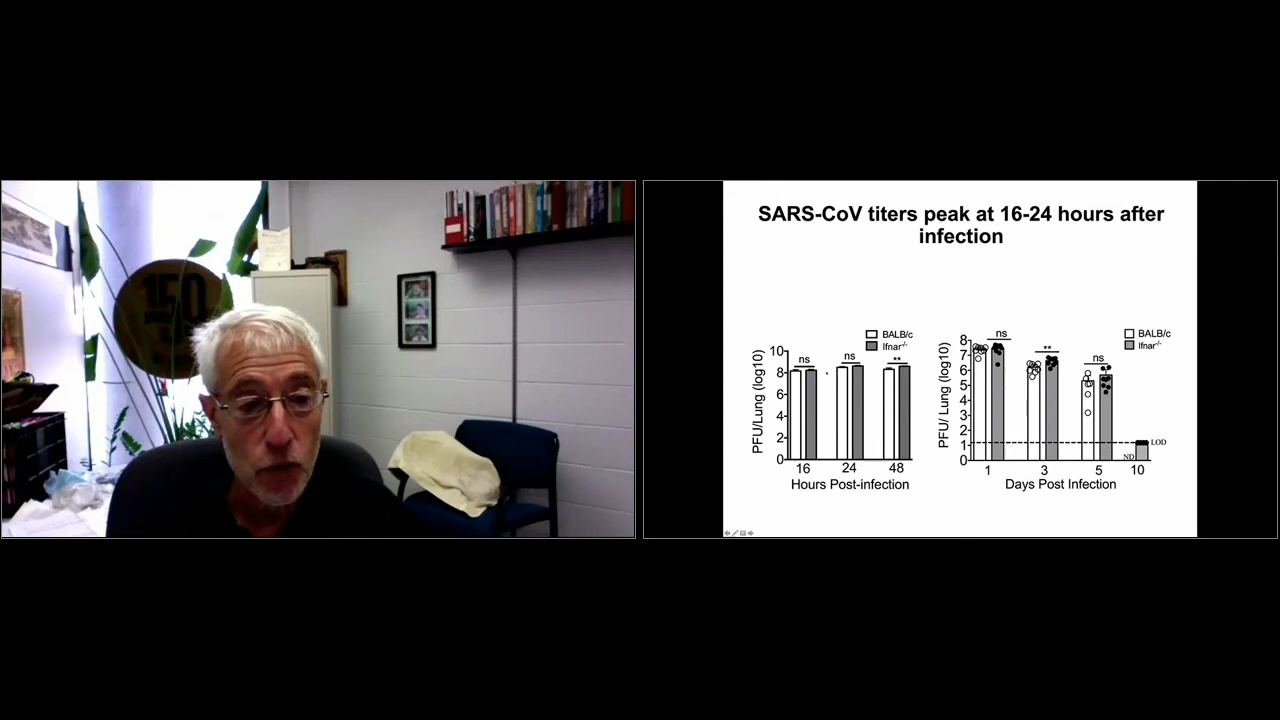 150
SARS-CoV titers peak at 16-24 hours after
infection
BALB/c
Ifnar-/-
PFU/Lung (log10)
10
8
6
4
2
0
ns
ns
**
16 24 48
Hours Post-infection
BALB/c
Ifnar-/-
PFU/ Lung (log10)
8
7
6
5
4
3
2
1
0
ns
**
ns
LOD
ND
1 3 5 10
Days Post Infection